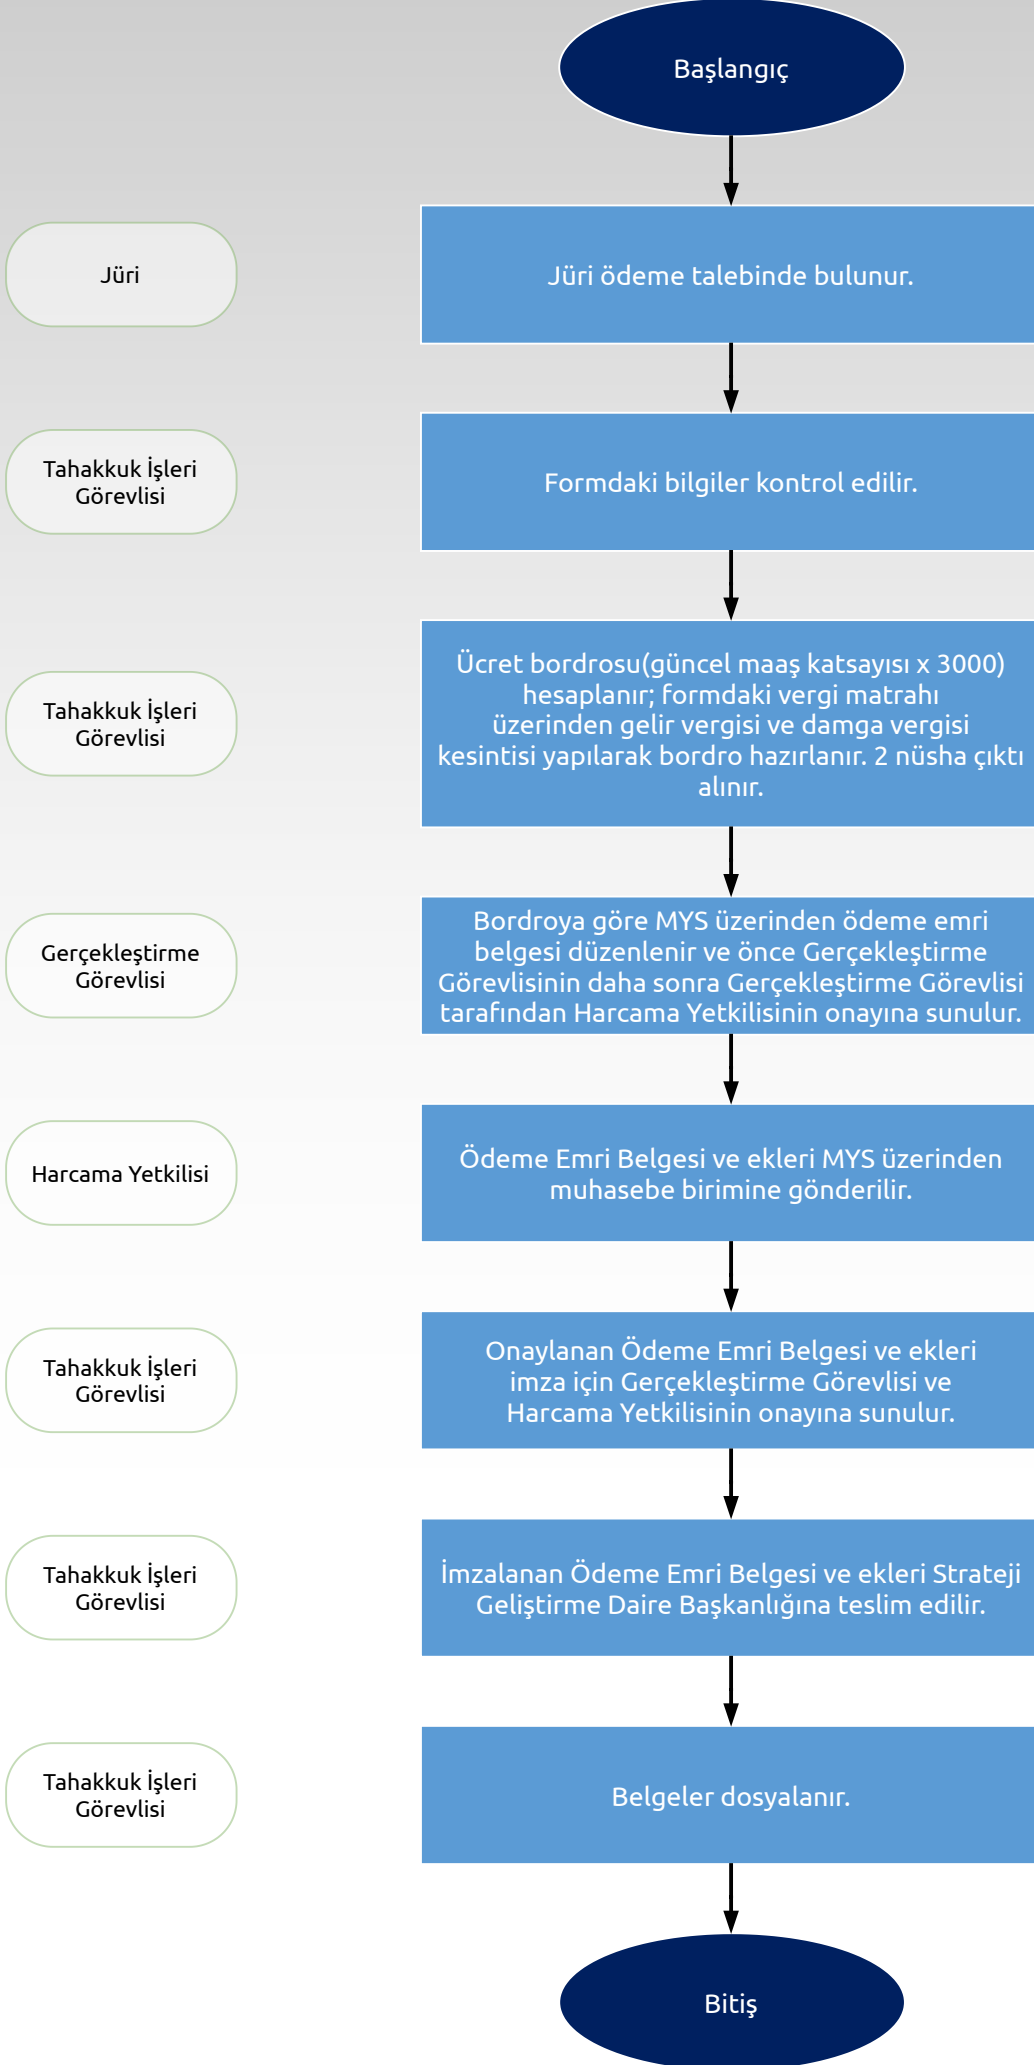 Başlangıç
Jüri
Jüri ödeme talebinde bulunur.
Tahakkuk İşleri
Görevlisi
Formdaki bilgiler kontrol edilir.
Tahakkuk İşleri
Görevlisi
Ücret bordrosu(güncel maaş katsayısı x 3000)
hesaplanır; formdaki vergi matrahı
üzerinden gelir vergisi ve damga vergisi
kesintisi yapılarak bordro hazırlanır. 2 nüsha çıktı
alınır.
Gerçekleştirme
Görevlisi
Bordroya göre MYS üzerinden ödeme emri
belgesi düzenlenir ve önce Gerçekleştirme
Görevlisinin daha sonra Gerçekleştirme Görevlisi
tarafından Harcama Yetkilisinin onayına sunulur.
Harcama Yetkilisi
Ödeme Emri Belgesi ve ekleri MYS üzerinden
muhasebe birimine gönderilir.
Tahakkuk İşleri
Görevlisi
Onaylanan Ödeme Emri Belgesi ve ekleri
imza için Gerçekleştirme Görevlisi ve
Harcama Yetkilisinin onayına sunulur.
Tahakkuk İşleri
Görevlisi
İmzalanan Ödeme Emri Belgesi ve ekleri Strateji
Geliştirme Daire Başkanlığına teslim edilir.
Tahakkuk İşleri
Görevlisi
Belgeler dosyalanır.
Bitiş